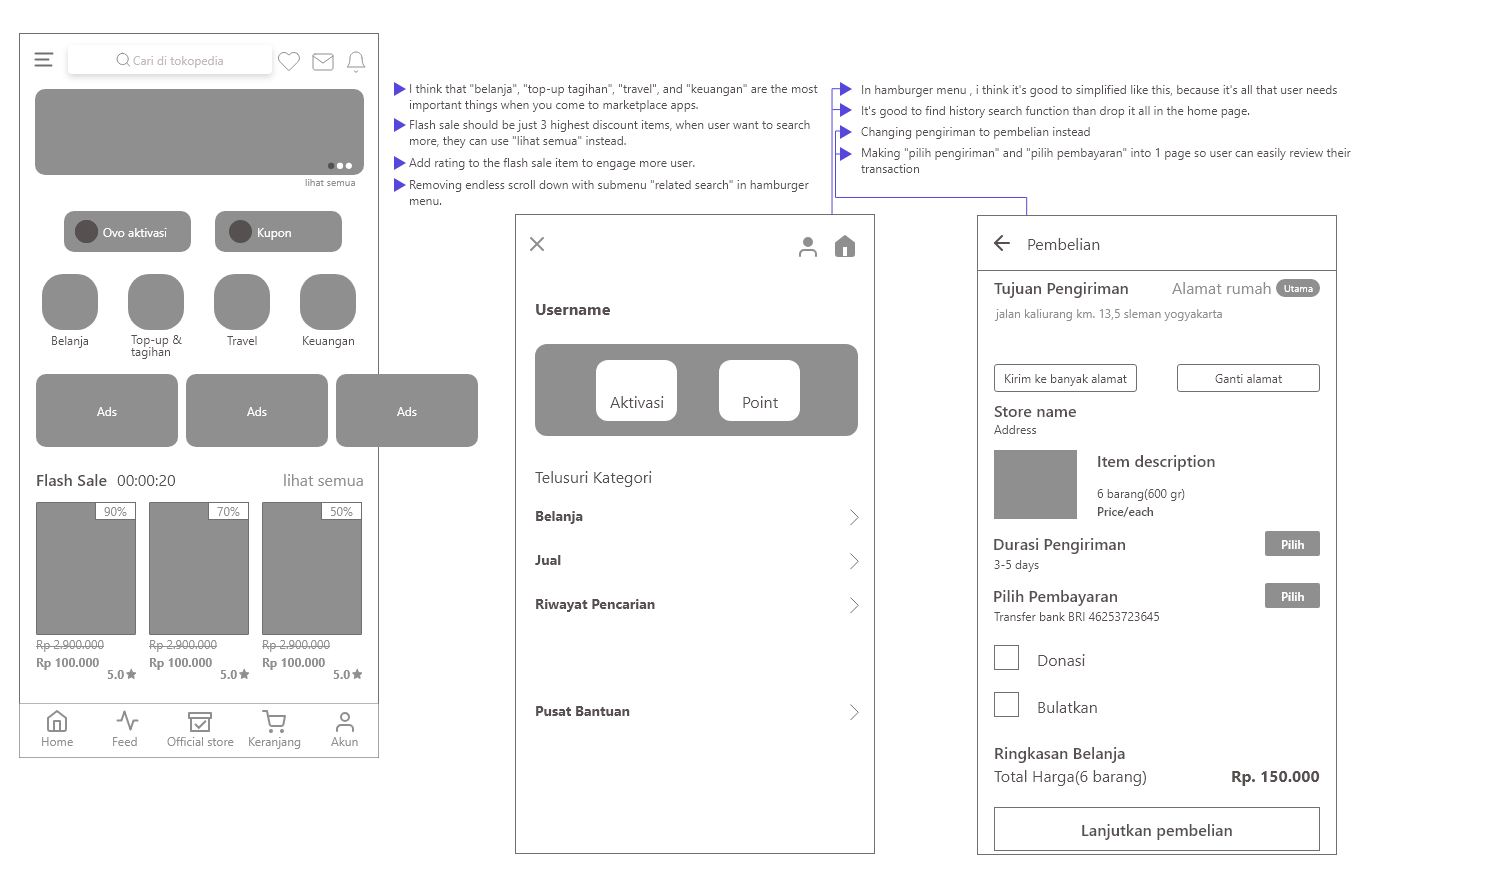 Cari di tokopedia
lihat semua
Ovo aktivasi
Kupon
Belanja
Top-up &
tagihan
Travel
Keuangan
Ads
Ads
Ads
Flash Sale 00:00:20
lihat semua
90%
70%
50%
Rp 2.900.000
Rp 2.900.000
Rp 2.900.000
Rp 100.000
Rp 100.000
Rp 100.000
5.0
5.0
5.0
Home
Feed
Official store
Keranjang
Akun
I think that "belanja", "top-up tagihan", "travel", and "keuangan" are the most
important things when you come to marketplace apps.
Flash sale should be just 3 highest discount items, when user want to search
more, they can use "lihat semua" instead.
Add rating to the flash sale item to engage more user.
Removing endless scroll down with submenu "related search" in hamburger
menu.
In hamburger menu , i think it's good to simplified like this, because it's all that user needs
It's good to find history search function than drop it all in the home page.
Changing pengiriman to pembelian instead
Making "pilih pengiriman" and "pilih pembayaran" into 1 page so user can easily review their
transaction
Username
Aktivasi
Point
Telusuri Kategori
Belanja
Jual
Riwayat Pencarian
Pusat Bantuan
Pembelian
Tujuan Pengiriman
Alamat rumah
Utama
jalan kaliurang km. 13,5 sleman yogyakarta
Kirim ke banyak alamat
Ganti alamat
Store name
Address
Item description
6 barang(600 gr)
Price/each
Durasi Pengiriman
Pilih
3-5 days
Pilih Pembayaran
Pilih
Transfer bank BRI 46253723645
Donasi
Bulatkan
Ringkasan Belanja
Total Harga(6 barang)
Rp. 150.000
Lanjutkan pembelian